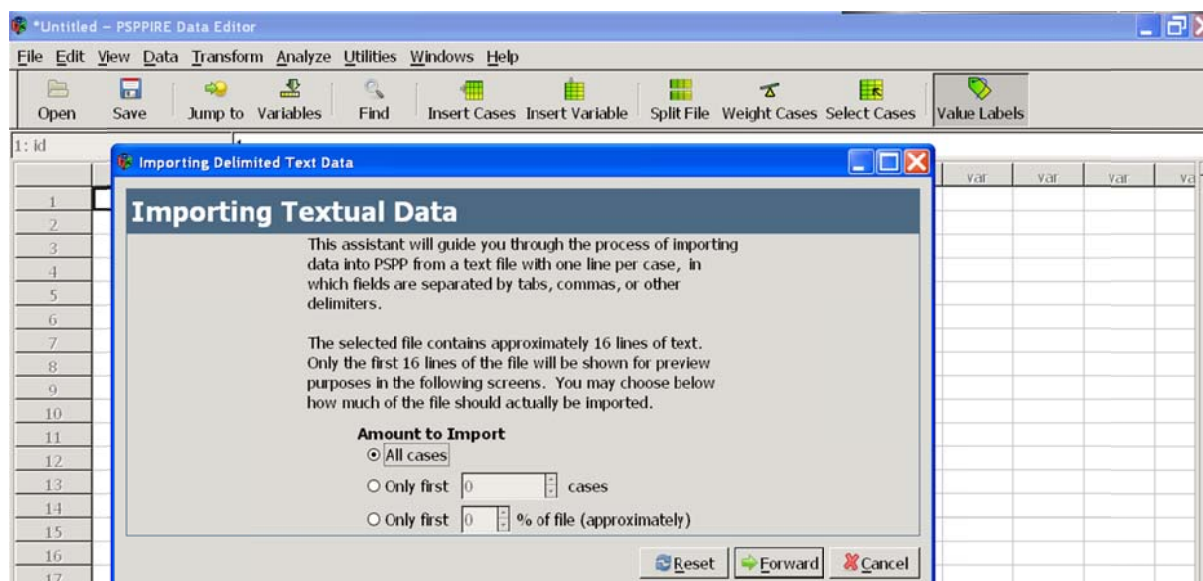 *Untitled – PSPPIRE Data Editor
File Edit View Data Transform Analyze Utilities Windows Help
Open Save Jump to Variables Find Insert Cases Insert Variable Split File Weight Cases Select Cases Value Labels
1: id
Importing Delimited Text Data
var var var va
Importing Textual Data
This assistant will guide you through the process of importing
data into PSPP from a text file with one line per case, in
which fields are separated by tabs, commas, or other
delimiters.
The selected file contains approximately 16 lines of text.
Only the first 16 lines of the file will be shown for preview
purposes in the following screens. You may choose below
how much of the file should actually be imported.
Amount to Import
All cases
Only first 0 cases
Only first 0 % of file (approximately)
Reset Forward Cancel
1
2
3
4
5
6
7
8
9
10
11
12
13
14
15
16
17